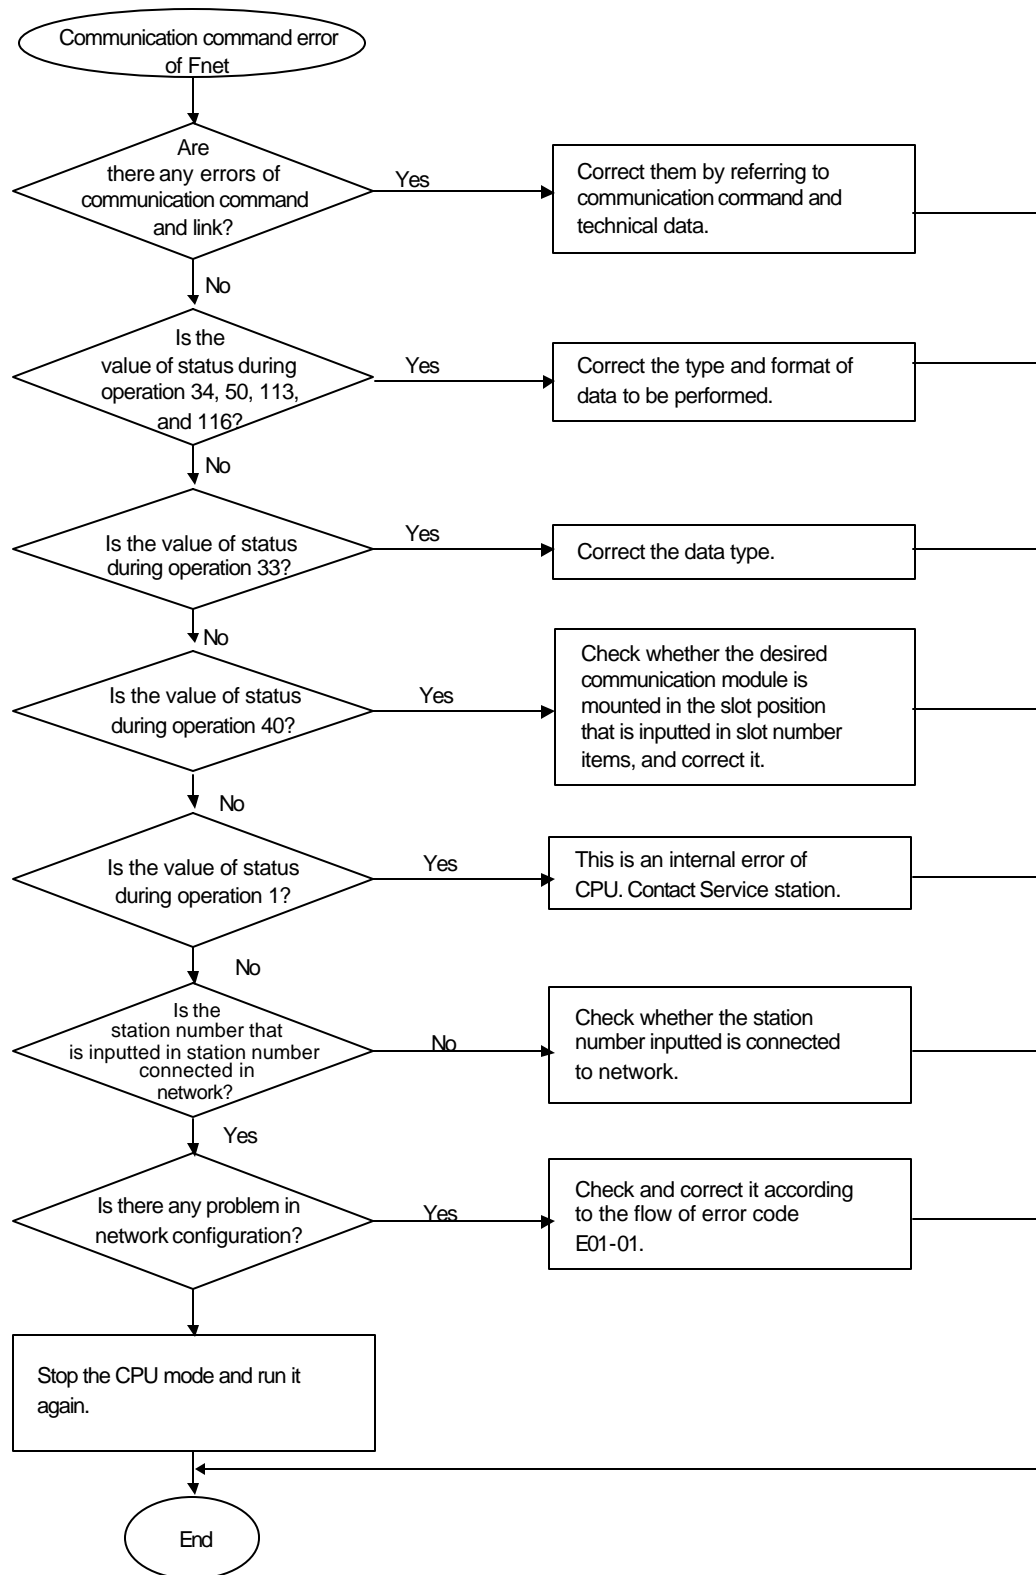 Communication command error
of Fnet
Are
there any errors of
communication command
and link?
Yes
Correct them by referring to
communication command and
technical data.
No
Is the
value of status during
operation 34, 50, 113,
and 116?
Yes
Correct the type and format of
data to be performed.
No
Is the value of status
during operation 33?
Yes
Correct the data type.
No
Is the value of status
during operation 40?
Yes
Check whether the desired
communication module is
mounted in the slot position
that is inputted in slot number
items, and correct it.
No
Is the value of status
during operation 1?
Yes
This is an internal error of
CPU. Contact Service station.
No
Is the
station number that
is inputted in station number
connected in
network?
No
Check whether the station
number inputted is connected
to network.
Yes
Is there any problem in
network configuration?
Yes
Check and correct it according
to the flow of error code
E01-01.
Stop the CPU mode and run it
again.
End